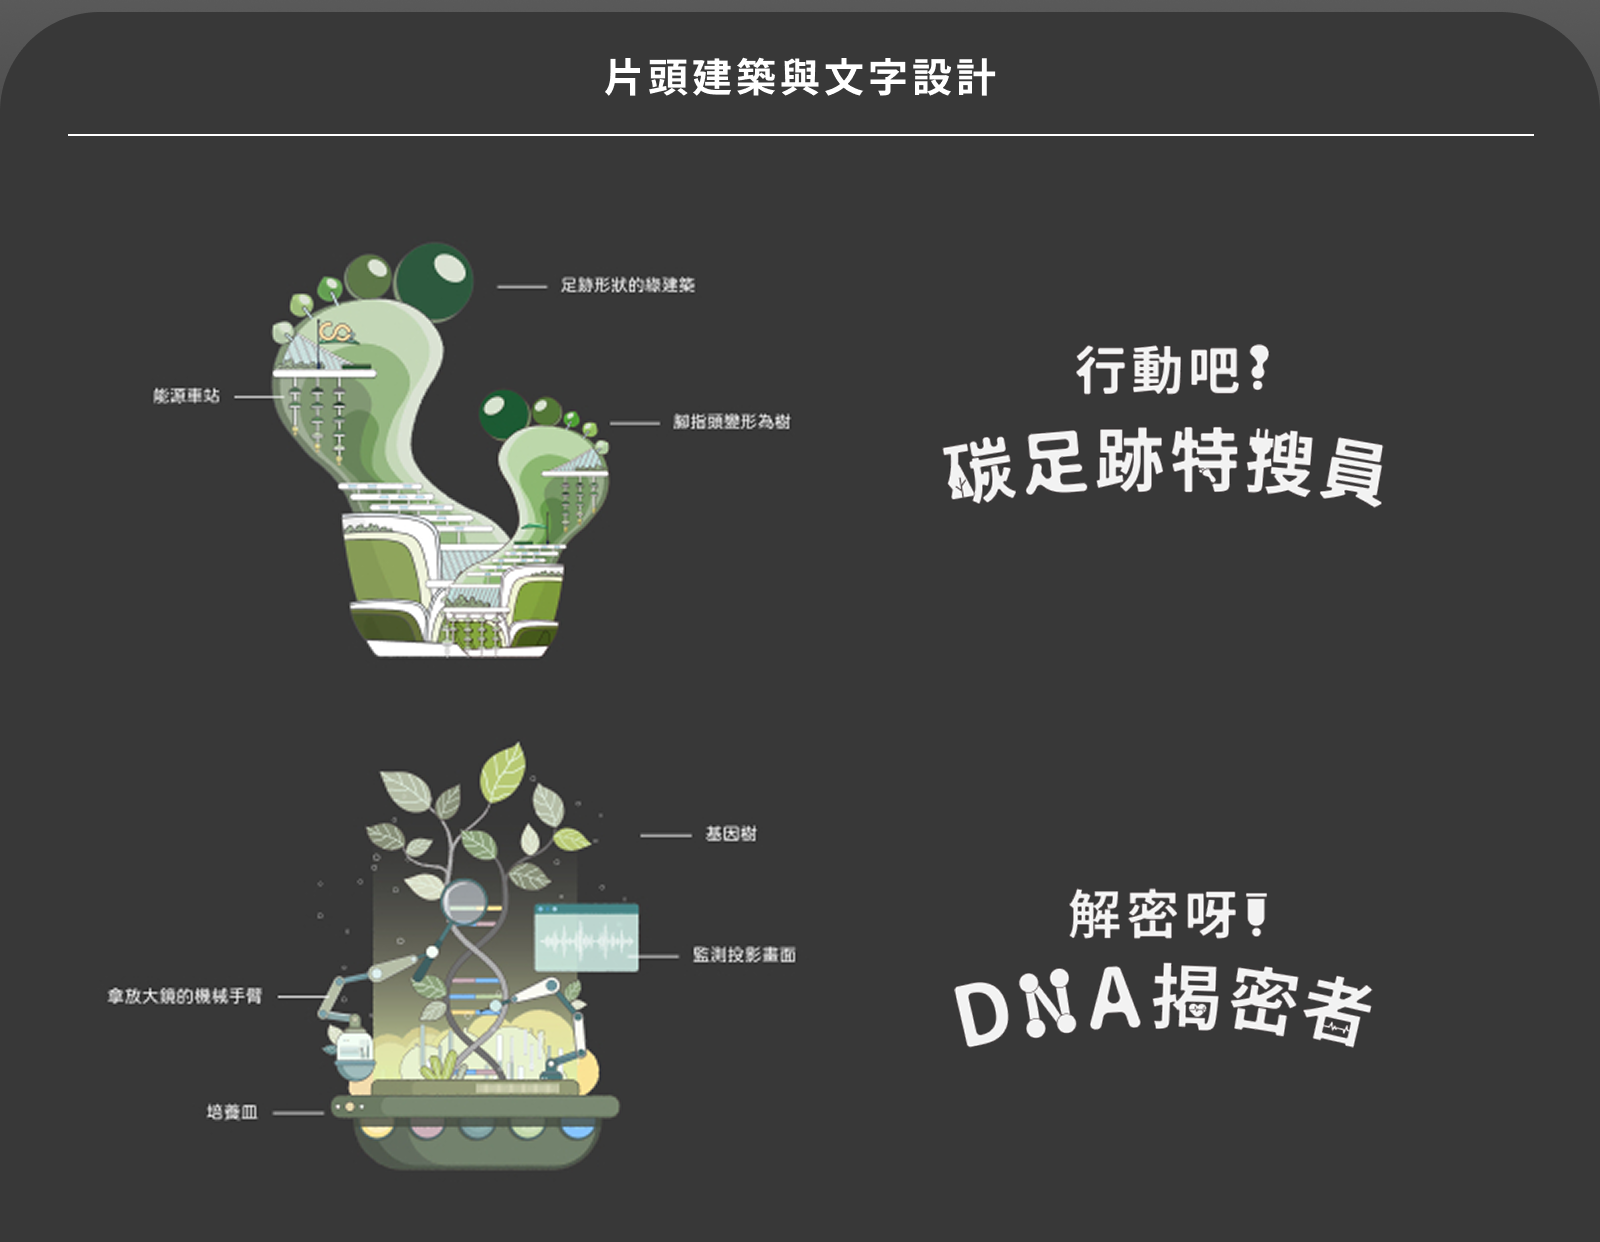 片頭建築與文字設計
足跡形狀的綠建築
能源車站
腳指頭變形為樹
行動吧!
碳足跡特搜員
基因樹
監測投影畫面
拿放大鏡的機械手臂
培養皿
解密呀!
DNA揭密者